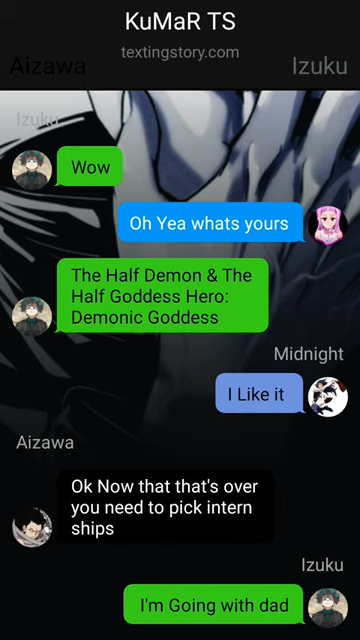 KuMaR TS
textingstory.com
Aizawa
Izuku
Izuku
Wow
Oh Yea whats yours
The Half Demon & The
Half Goddess Hero:
Demonic Goddess
Midnight
I Like it
Aizawa
Ok Now that that's over
you need to pick intern
ships
Izuku
I'm Going with dad